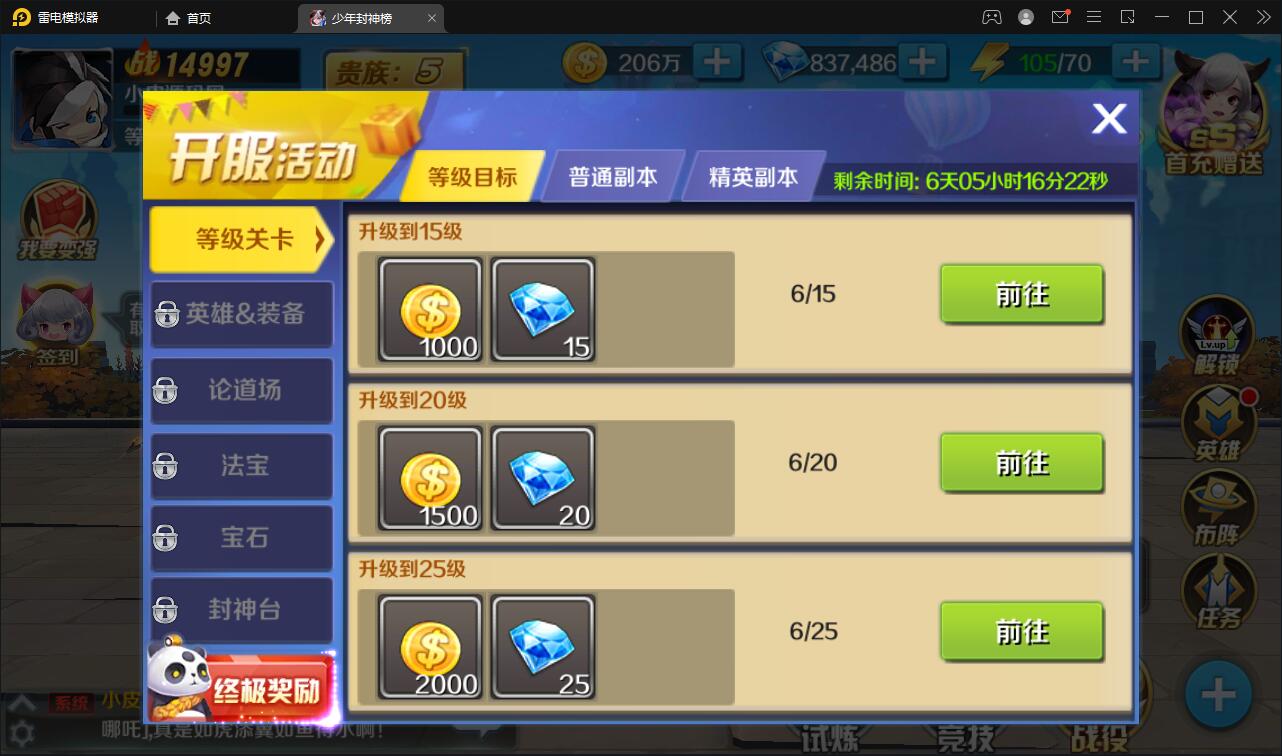 雷电模拟器
首页
少年封神榜
战14997
贵族: 5
206万
837,486
105/70
首充赠送
开服活动
等级目标
普通副本
精英副本
剩余时间: 6天05小时16分22秒
我要变强
签到
等级关卡
英雄&装备
论道场
法宝
宝石
封神台
终极奖励
升级到15级
1000
15
6/15
前往
升级到20级
1500
20
6/20
前往
升级到25级
2000
25
6/25
前往
Lv.up
解锁
英雄
布阵
任务
系统
小皮
哪吒],真是如虎添翼如鱼得水啊!
试炼
竞技
战役